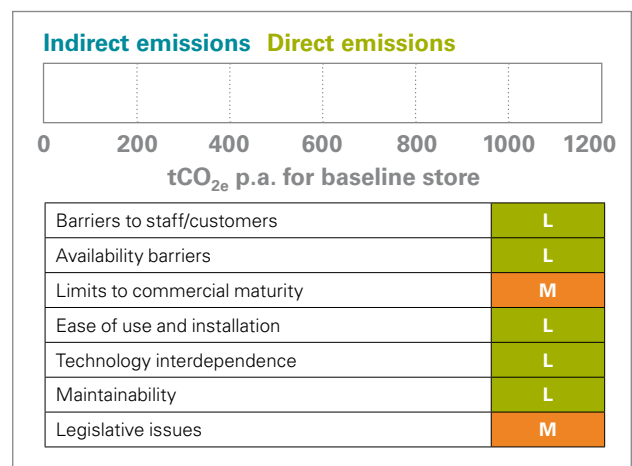 Indirect emissions Direct emissions
0 200 400 600 800 1000 1200
tCO2e p.a. for baseline store
Barriers to staff/customers L
Availability barriers L
Limits to commercial maturity M
Ease of use and installation L
Technology interdependence L
Maintainability L
Legislative issues M